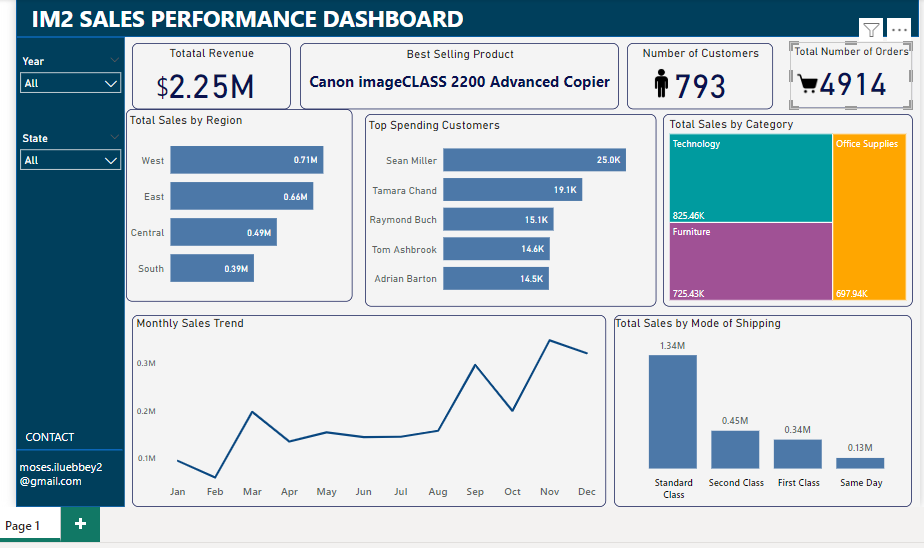 IM2 SALES PERFORMANCE DASHBOARD
Year
All
State
All
CONTACT
moses.iluebbey2
@gmail.com
Totatal Revenue
$2.25M
Best Selling Product
Canon imageCLASS 2200 Advanced Copier
Number of Customers
793
Total Number of Orders
4914
Total Sales by Region
West
0.71M
East
0.66M
Central
0.49M
South
0.39M
Top Spending Customers
Sean Miller
25.0K
Tamara Chand
19.1K
Raymond Buch
15.1K
Tom Ashbrook
14.6K
Adrian Barton
14.5K
Total Sales by Category
Technology
825.46K
Furniture
725.43K
Office Supplies
697.94K
Monthly Sales Trend
0.3M
0.2M
0.1M
Jan Feb Mar Apr May Jun Jul Aug Sep Oct Nov Dec
Total Sales by Mode of Shipping
1.34M
0.45M
0.34M
0.13M
Standard
Class
Second Class
First Class
Same Day
Page 1
+